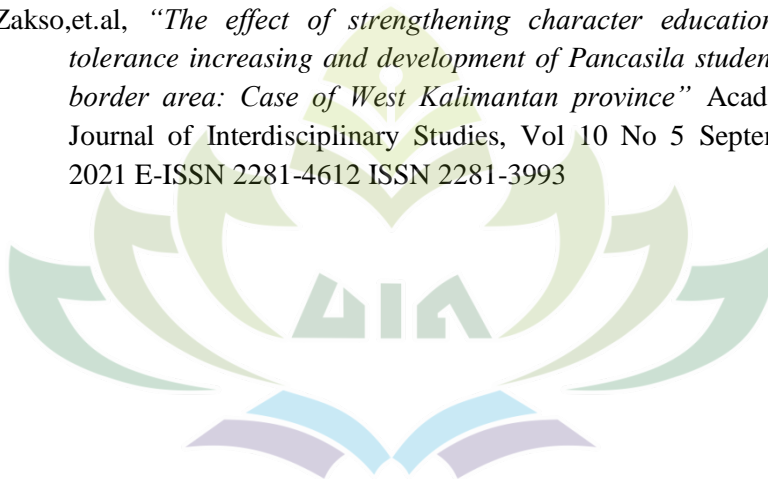 Zakso,et.al, “The effect of strengthening character education
tolerance increasing and development of Pancasila studen
border area: Case of West Kalimantan province” Acad
Journal of Interdisciplinary Studies, Vol 10 No 5 Septe
2021 E-ISSN 2281-4612 ISSN 2281-3993
UIN